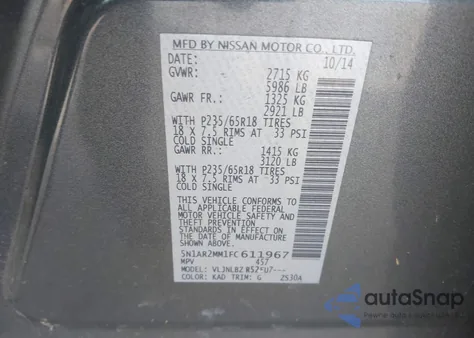 MFD BY NISSAN MOTOR CO., LTD.
DATE: 10/14
GVWR: 2715 KG
5986 LB
GAWR FR.: 1325 KG
2921 LB
WITH P235/65R18 TIRES
18 X 7.5 RIMS AT 33 PSI
COLD SINGLE
GAWR RR.: 1415 KG
3120 LB
WITH P235/65R18 TIRES
18 X 7.5 RIMS AT 33 PSI
COLD SINGLE
THIS VEHICLE CONFORMS TO
ALL APPLICABLE FEDERAL
MOTOR VEHICLE SAFETY AND
THEFT PREVENTION
STANDARDS IN EFFECT ON
THE DATE OF MANUFACTURE
SHOWN ABOVE.
5N1AR2MM1FC611967
MPV 457
MODEL:
COLOR: KAD TRIM: G 2530A
autoSnap